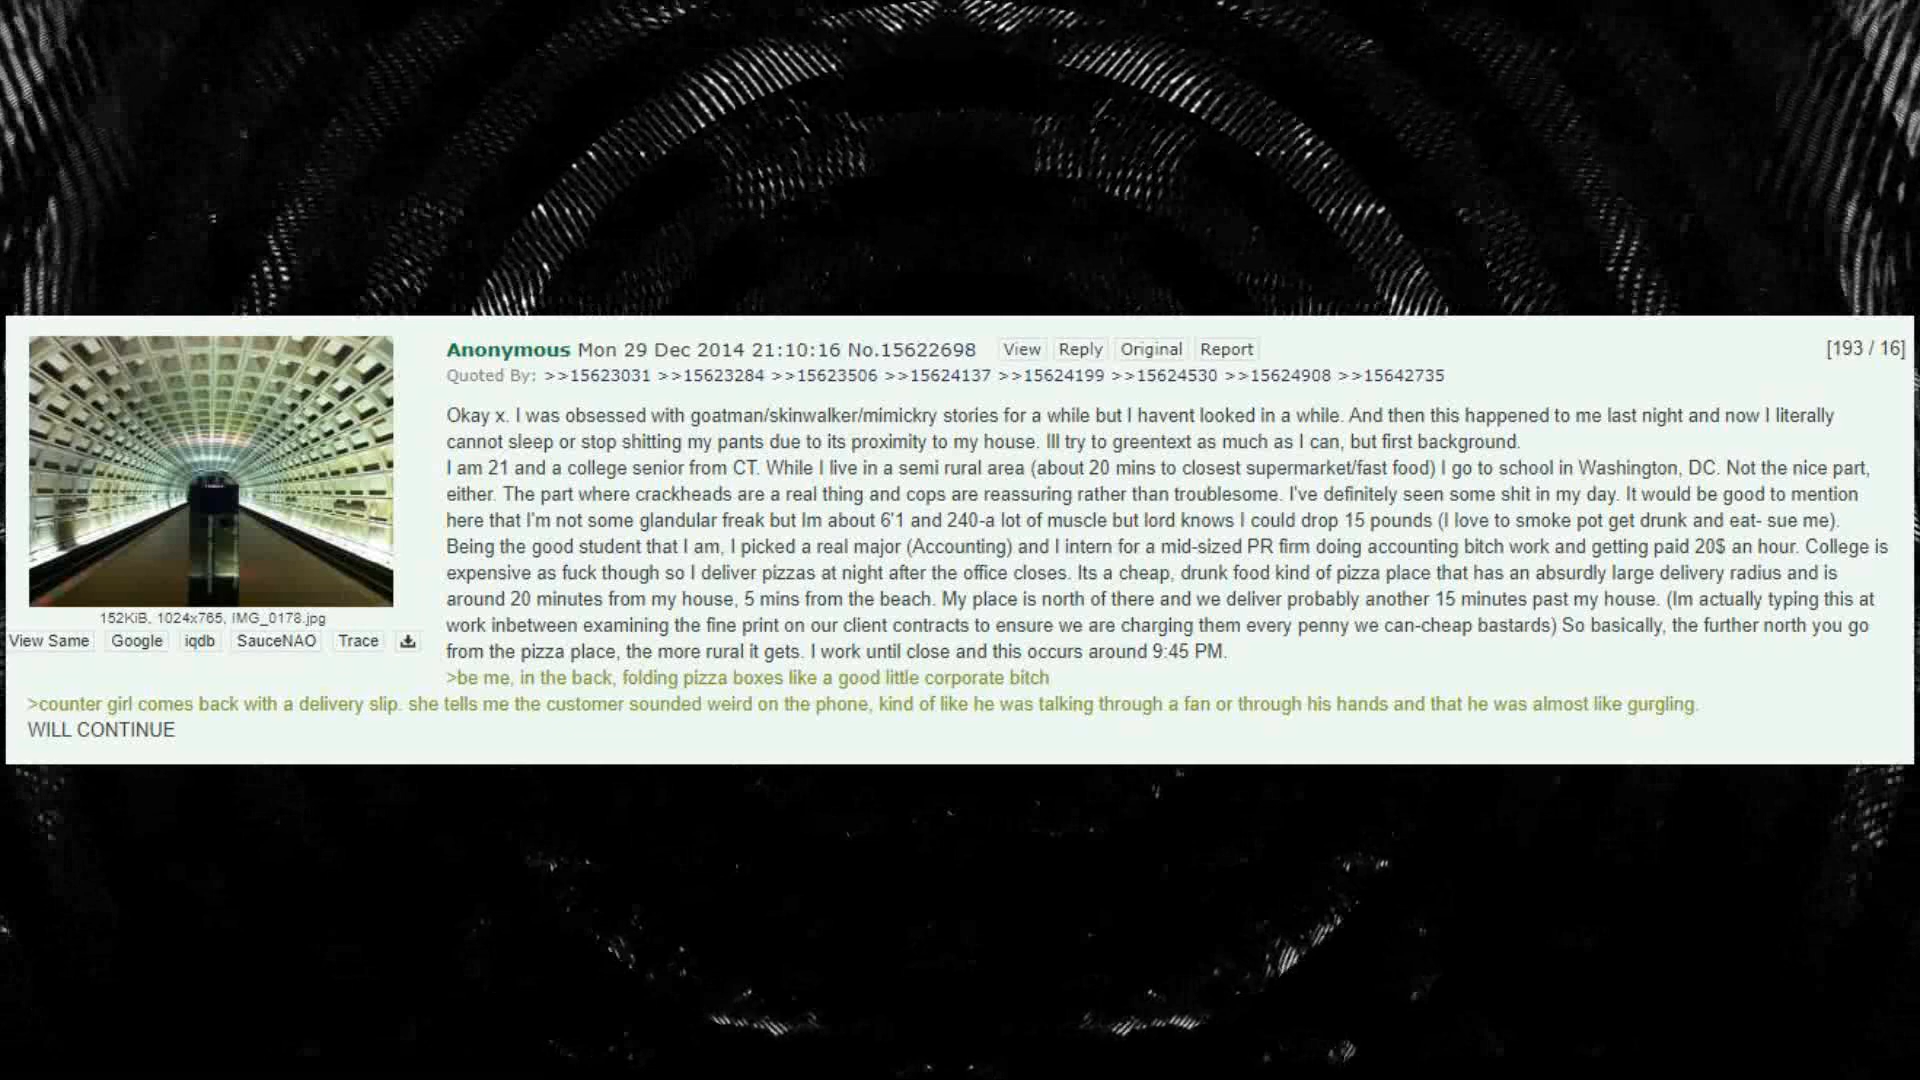 Anonymous Mon 29 Dec 2014 21:10:16 No.15622698 View Reply Original Report [193 / 16]
Quoted By: >>15623031 >>15623284 >>15623506 >>15624137 >>15624199 >>15624530 >>15624908 >>15642735
Okay x. I was obsessed with goatman/skinwalker/mimickry stories for a while but I havent looked in a while. And then this happened to me last night and now I literally
cannot sleep or stop shitting my pants due to its proximity to my house. Ill try to greentext as much as I can, but first background.
I am 21 and a college senior from CT. While I live in a semi rural area (about 20 mins to closest supermarket/fast food) I go to school in Washington, DC. Not the nice part,
either. The part where crackheads are a real thing and cops are reassuring rather than troublesome. I've definitely seen some shit in my day. It would be good to mention
here that I'm not some glandular freak but Im about 6'1 and 240-a lot of muscle but lord knows I could drop 15 pounds (I love to smoke pot get drunk and eat- sue me).
Being the good student that I am, I picked a real major (Accounting) and I intern for a mid-sized PR firm doing accounting bitch work and getting paid 20$ an hour. College is
expensive as fuck though so I deliver pizzas at night after the office closes. Its a cheap, drunk food kind of pizza place that has an absurdly large delivery radius and is
around 20 minutes from my house, 5 mins from the beach. My place is north of there and we deliver probably another 15 minutes past my house. (Im actually typing this at
work inbetween examining the fine print on our client contracts to ensure we are charging them every penny we can-cheap bastards) So basically, the further north you go
from the pizza place, the more rural it gets. I work until close and this occurs around 9:45 PM.
152KiB, 1024x765, IMG_0178.jpg
View Same Google iqdb SauceNAO Trace
>be me, in the back, folding pizza boxes like a good little corporate bitch
>counter girl comes back with a delivery slip. she tells me the customer sounded weird on the phone, kind of like he was talking through a fan or through his hands and that he was almost like gurgling.
WILL CONTINUE